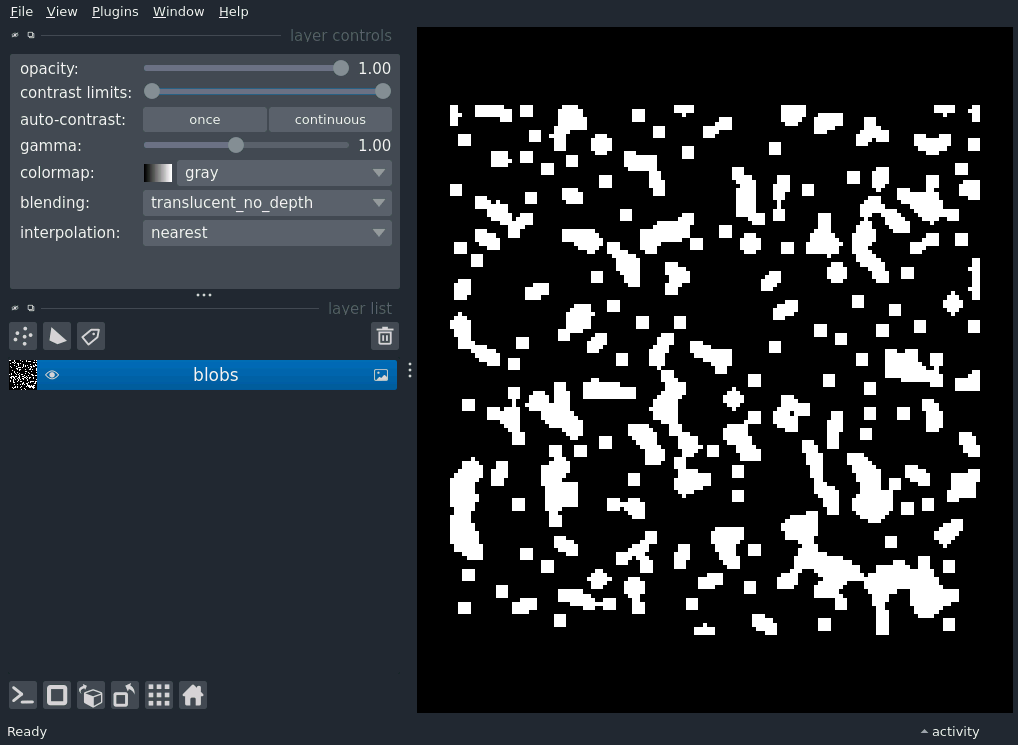 File View Plugins Window Help
layer controls
opacity: 1.00
contrast limits:
auto-contrast: once continuous
gamma: 1.00
colormap: gray
blending: translucent_no_depth
interpolation: nearest
layer list
blobs
Ready activity